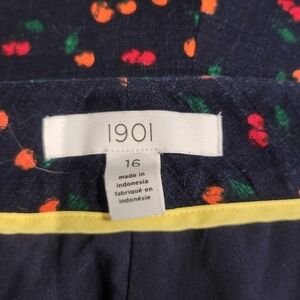 1901
16
made in
indonesia
fabriqué en
indonésie